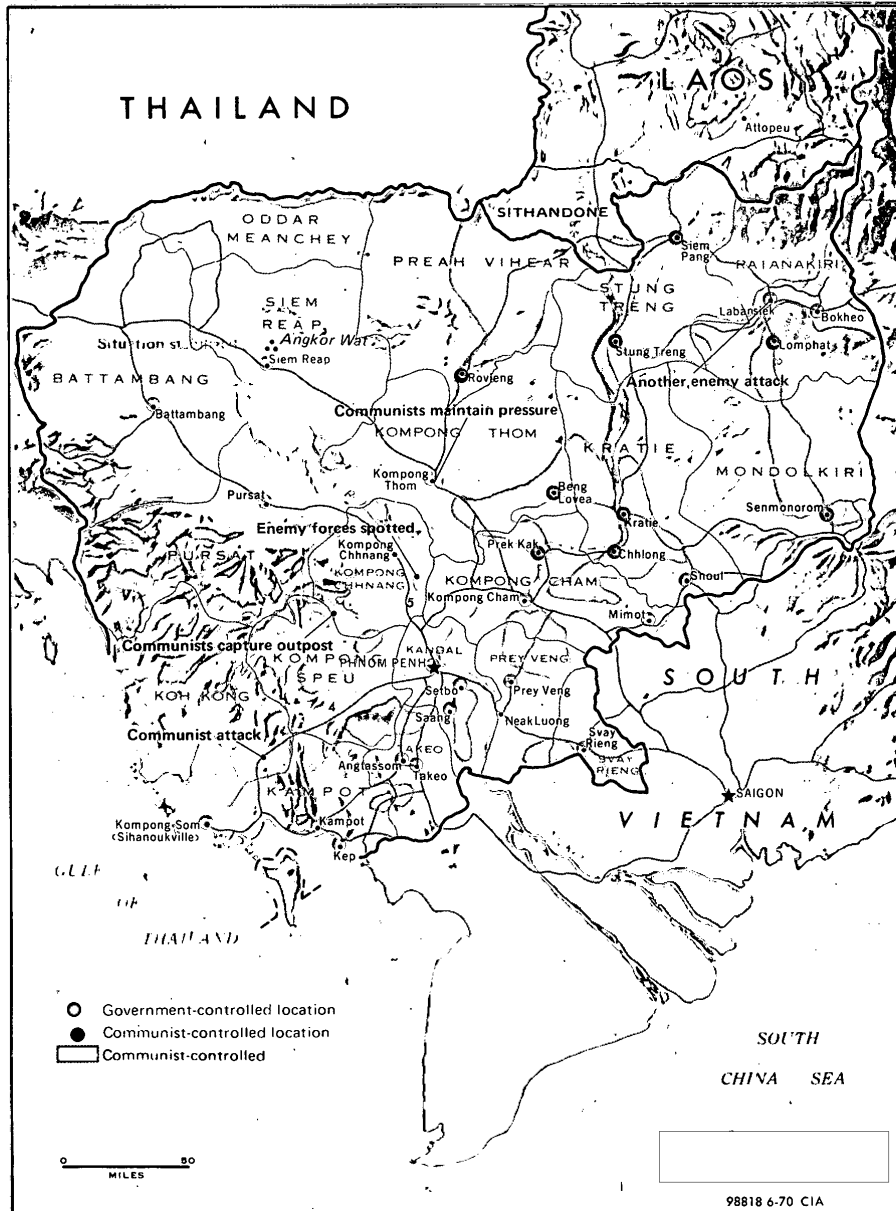 THAILAND
LAOS
Attopeu
SITHANDONE
ODDAR
MEANCHEY
PREAH VIHEAR
Siem
Pang
STUNG
TRENG
Labansiek
Bokheo
SIEM
REAP
Angkor Wat
Siem Reap
Stung Treng
Lomphat
Another enemy attack
BATTAMBANG
Battambang
Rovieng
Communists maintain pressure
KOMPONG THOM
KRATIE
MONDOLKIRI
Kompong
Thom
Pursat
Beng
Lovea
Kratie
Senmonorom
Enemy forces spotted
Kompong
Chhnang
Prek Kak
Chhlong
PURSAT
KOMPONG
CHHNANG
KOMPONG CHAM
Shoul
Kompong Cham
5
Mimot
Communists capture outpost
KOMPONG
SPEU
KANDAL
PHNOM PENH
PREY VENG
SOUTH
KOH KONG
Setbo
Prey Veng
Saang
Neak Luong
4
Communist attack
Svay
Rieng
SVAY
RIENG
Angtassom
Takeo
KAMPOT
SAIGON
VIETNAM
Kompong Som
(Sihanoukville)
Kampot
Kep
GULF
OF
THAILAND
Government-controlled location
Communist-controlled location
Communist-controlled
SOUTH
CHINA SEA
0 50
MILES
98818 6-70 CIA